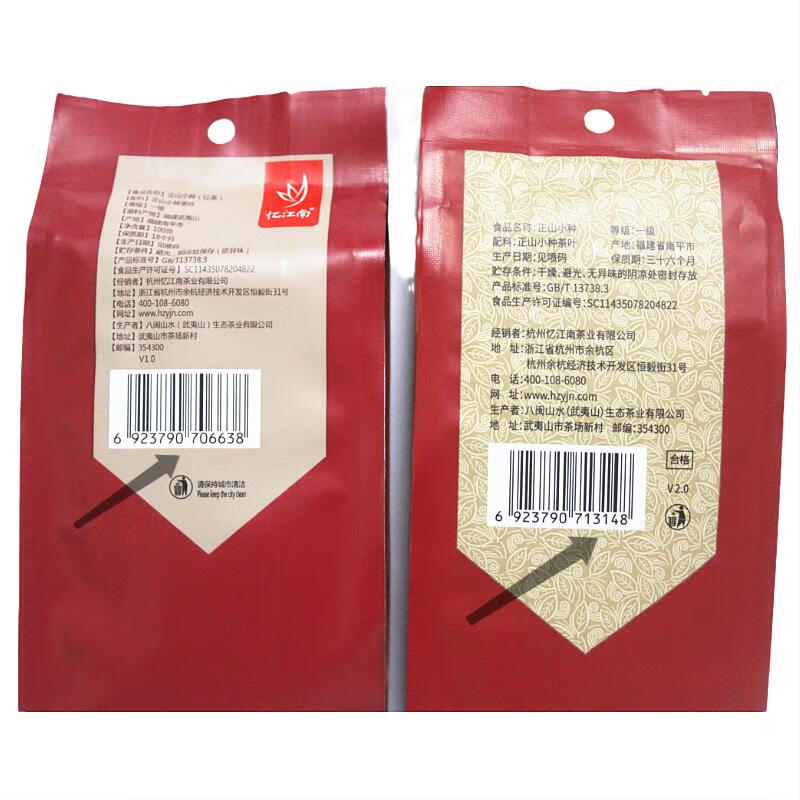 忆江南®
【食品名称】正山小种（红茶）
【配料】正山小种茶叶
【等级】一级
【原料产地】福建武夷山
【产地】福建南平市
【净含量】100克
【保质期】18个月
【生产日期】见喷码
【贮存条件】避光、阴凉处保存（防异味）
【产品标准号】GB/T13738.3
【食品生产许可证号】SC11435078204822
【经销者】杭州忆江南茶业有限公司
【地址】浙江省杭州市余杭经济技术开发区恒毅街31号
【电话】400-108-6080
【网址】www.hzyjn.com
【生产者】八闽山水（武夷山）生态茶业有限公司
【地址】武夷山市茶场新村
【邮编】354300
V1.0
6 923790 706638
请保持城市清洁
Please keep the city clean
食品名称：正山小种 等级：一级
配料：正山小种茶叶 产地：福建省南平市
生产日期：见喷码 保质期：三十六个月
贮存条件：干燥、避光、无异味的阴凉处密封存放
产品标准号：GB/T 13738.3
食品生产许可证编号：SC11435078204822
经销者：杭州忆江南茶业有限公司
地 址：浙江省杭州市余杭区
杭州余杭经济技术开发区恒毅街31号
电 话：400-108-6080
网 址：www.hzyjn.com
生产者：八闽山水（武夷山）生态茶业有限公司
地 址：武夷山市茶场新村 邮编：354300
合格
V2.0
6 923790 713148